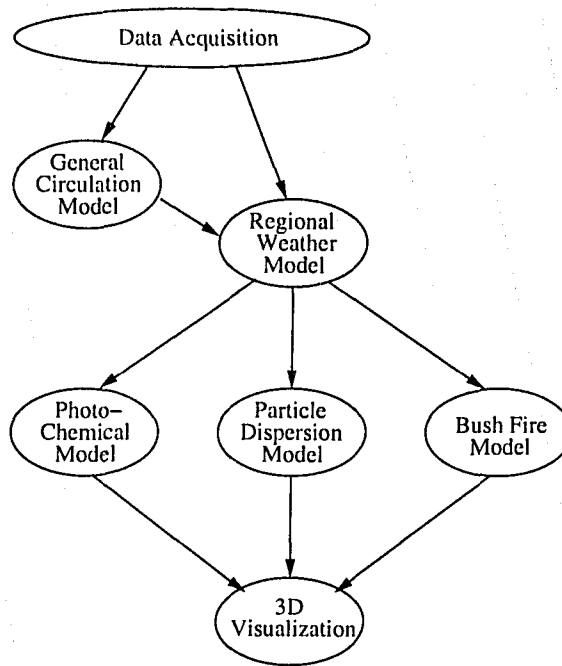 Data Acquisition
General
Circulation
Model
Regional
Weather
Model
Photo-
Chemical
Model
Particle
Dispersion
Model
Bush Fire
Model
3D
Visualization